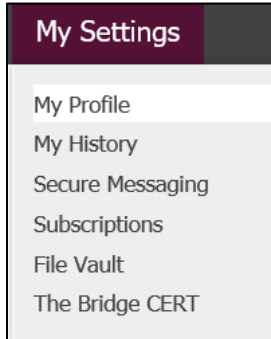 My Settings
My Profile
My History
Secure Messaging
Subscriptions
File Vault
The Bridge CERT